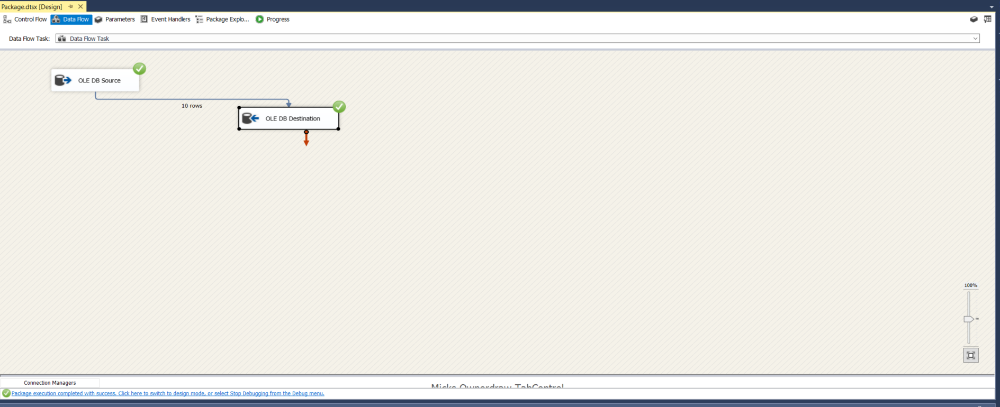 Package.dtsx [Design]
Control Flow Data Flow Parameters Event Handlers Package Explo... Progress
Data Flow Task: Data Flow Task
OLE DB Source
10 rows
OLE DB Destination
100%
Connection Managers
Micks Ownerdraw TabControl
Package execution completed with success. Click here to switch to design mode, or select Stop Debugging from the Debug menu.